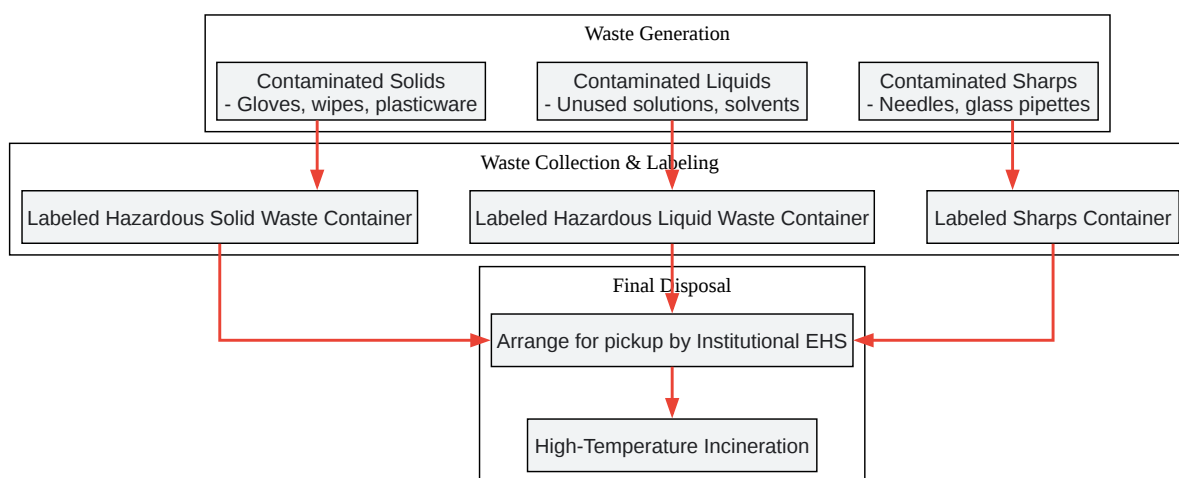 Waste Generation
Contaminated Solids
- Gloves, wipes, plasticware
Contaminated Liquids
- Unused solutions, solvents
Contaminated Sharps
- Needles, glass pipettes
Waste Collection & Labeling
Labeled Hazardous Solid Waste Container
Labeled Hazardous Liquid Waste Container
Labeled Sharps Container
Final Disposal
Arrange for pickup by Institutional EHS
High-Temperature Incineration